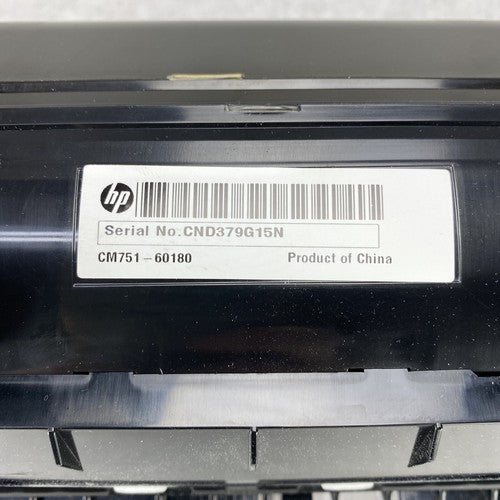 hp
Serial No.CND379G15N
CM751-60180 Product of China